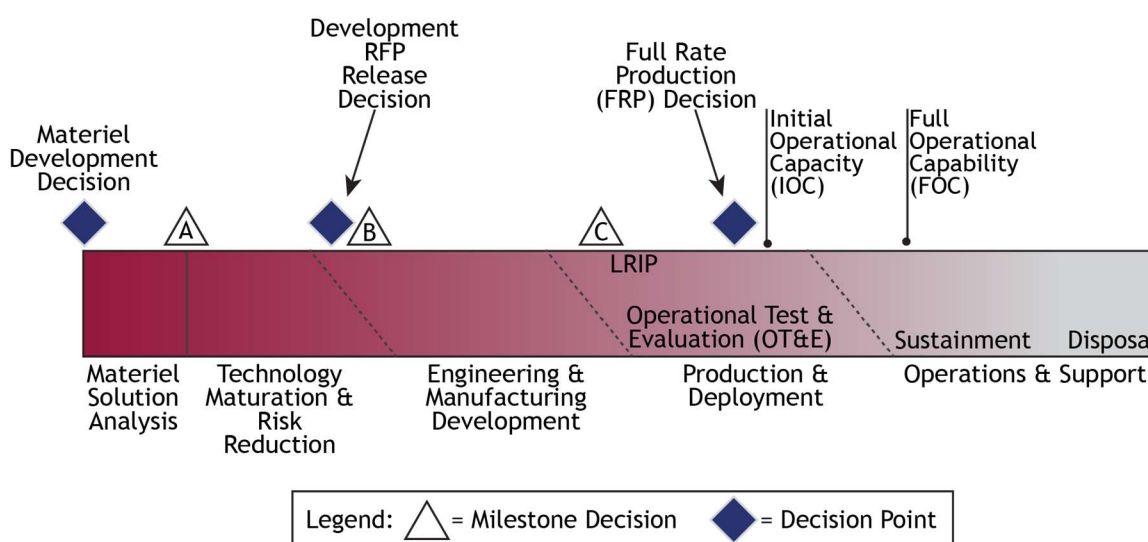 Materiel
Development
Decision
Development
RFP
Release
Decision
Full Rate
Production
(FRP) Decision
Initial
Operational
Capacity
(IOC)
Full
Operational
Capability
(FOC)
A
B
C
LRIP
Operational Test &
Evaluation (OT&E)
Sustainment
Disposa
Materiel
Solution
Analysis
Technology
Maturation &
Risk
Reduction
Engineering &
Manufacturing
Development
Production &
Deployment
Operations & Support
Legend:
= Milestone Decision
= Decision Point